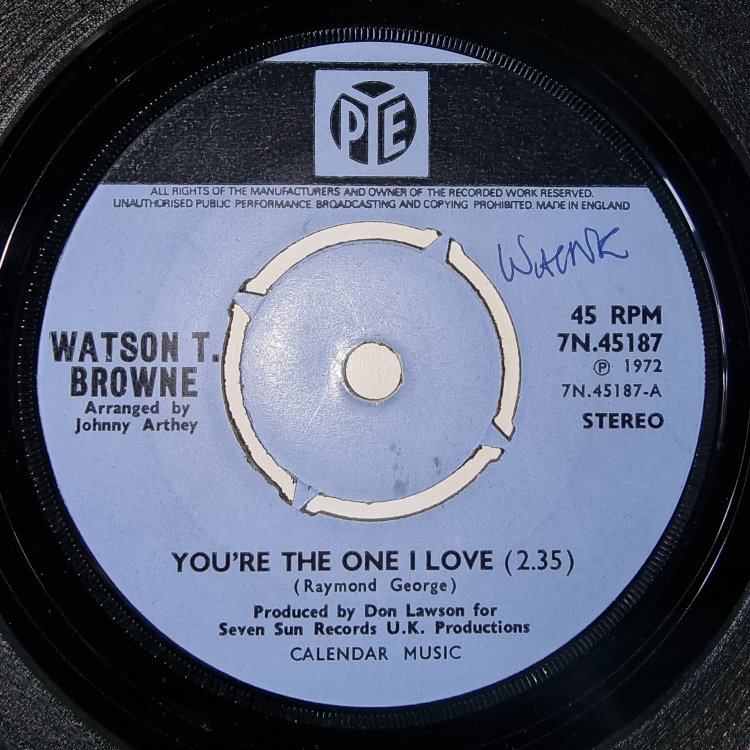 PYE
ALL RIGHTS OF THE MANUFACTURERS AND OWNER OF THE RECORDED WORK RESERVED.
UNAUTHORISED PUBLIC PERFORMANCE BROADCASTING AND COPYING PROHIBITED. MADE IN ENGLAND
45 RPM
7N.45187
Ⓟ 1972
7N.45187-A
STEREO
WATSON T.
BROWNE
Arranged by
Johnny Arthey
YOU'RE THE ONE I LOVE (2.35)
(Raymond George)
Produced by Don Lawson for
Seven Sun Records U.K. Productions
CALENDAR MUSIC